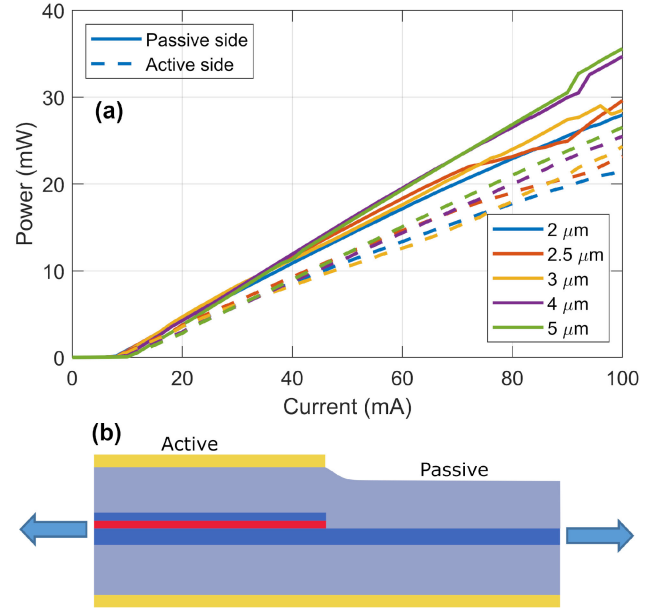 40
30
20
10
0
Power (mW)
Passive side
Active side
(a)
2 μm
2.5 μm
3 μm
4 μm
5 μm
0 20 40 60 80 100
Current (mA)
(b)
Active
Passive